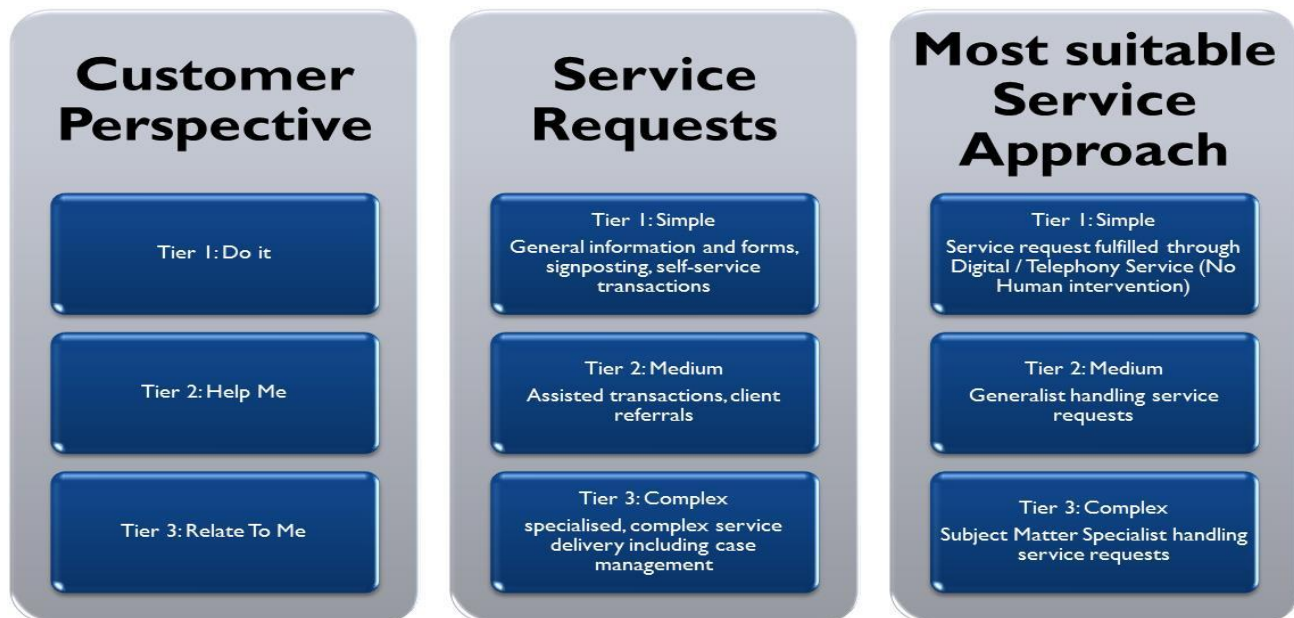 Customer
Perspective
Tier 1: Do it
Tier 2: Help Me
Tier 3: Relate To Me
Service
Requests
Tier 1: Simple
General information and forms,
signposting, self-service
transactions
Tier 2: Medium
Assisted transactions, client
referrals
Tier 3: Complex
specialised, complex service
delivery including case
management
Most suitable
Service
Approach
Tier 1: Simple
Service request fulfilled through
Digital / Telephony Service (No
Human intervention)
Tier 2: Medium
Generalist handling service
requests
Tier 3: Complex
Subject Matter Specialist handling
service requests